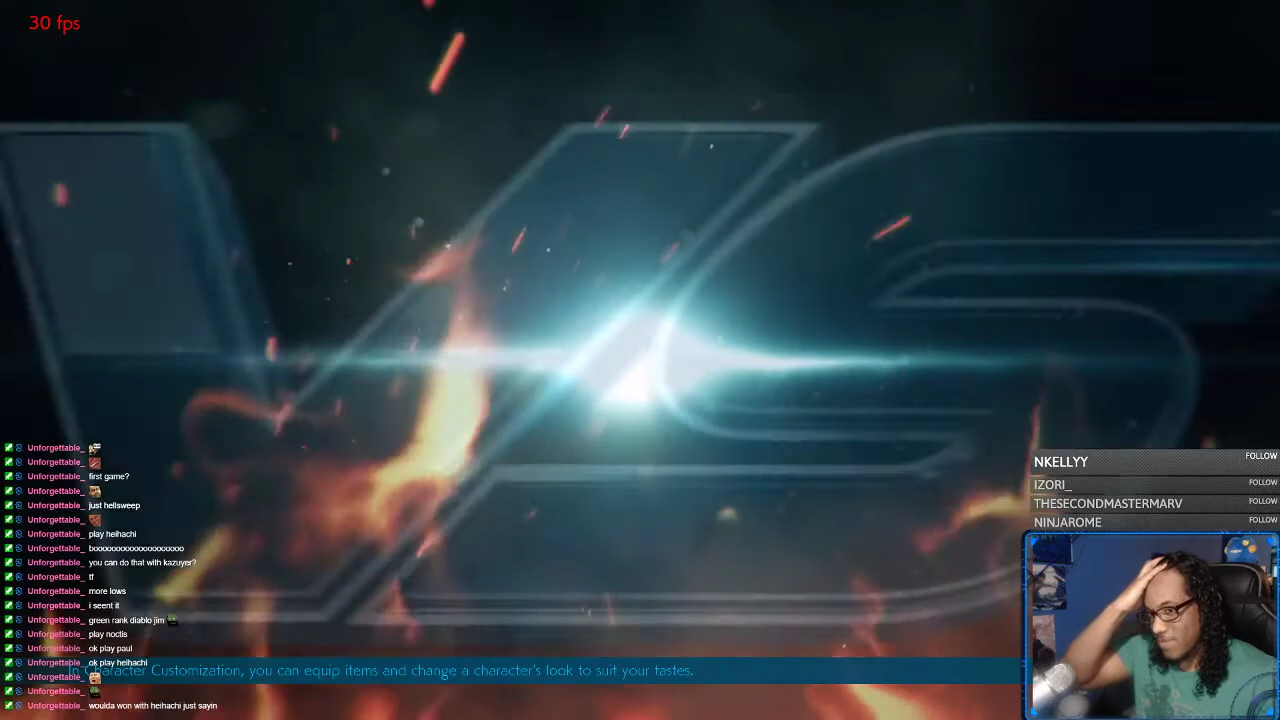 30 fps
VS
Unforgettable_
Unforgettable_
Unforgettable_ first game?
Unforgettable_
Unforgettable_ just hellsweep
Unforgettable_
Unforgettable_ play heihachi
Unforgettable_ booooooooooooooooooo
Unforgettable_ you can do that with kazuyer?
Unforgettable_ tf
Unforgettable_ more lows
Unforgettable_ i seent it
Unforgettable_ green rank diablo jim
Unforgettable_ play noctis
Unforgettable_ ok play paul
Unforgettable_ ok play heihachi
In Character Customization, you can equip items and change a character's look to suit your tastes.
Unforgettable_
Unforgettable_
Unforgettable_ woulda won with heihachi just sayin
NKELLYY FOLLOW
IZORI_ FOLLOW
THESECONDMASTERMARV FOLLOW
NINJAROME FOLLOW